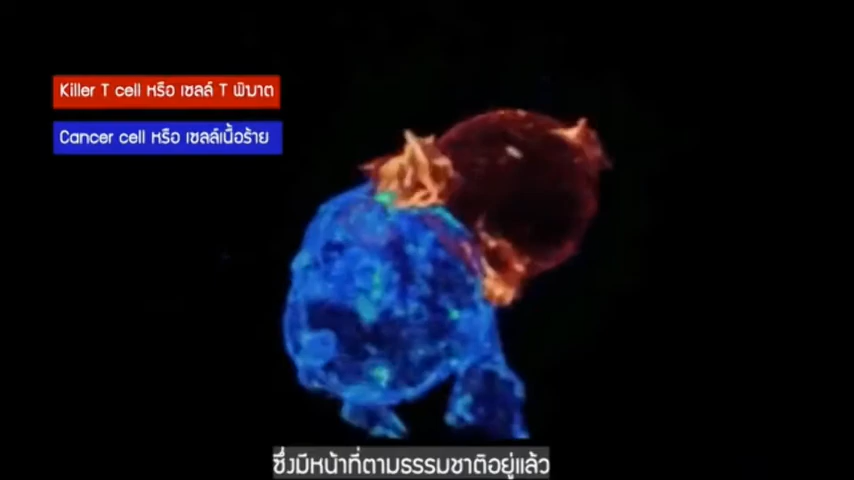 Killer T cell หรือ เซลล์ T พิฆาต
Cancer cell หรือ เซลล์เนื้อร้าย
ซึ่งมีหน้าที่ตามธรรมชาติอยู่แล้ว